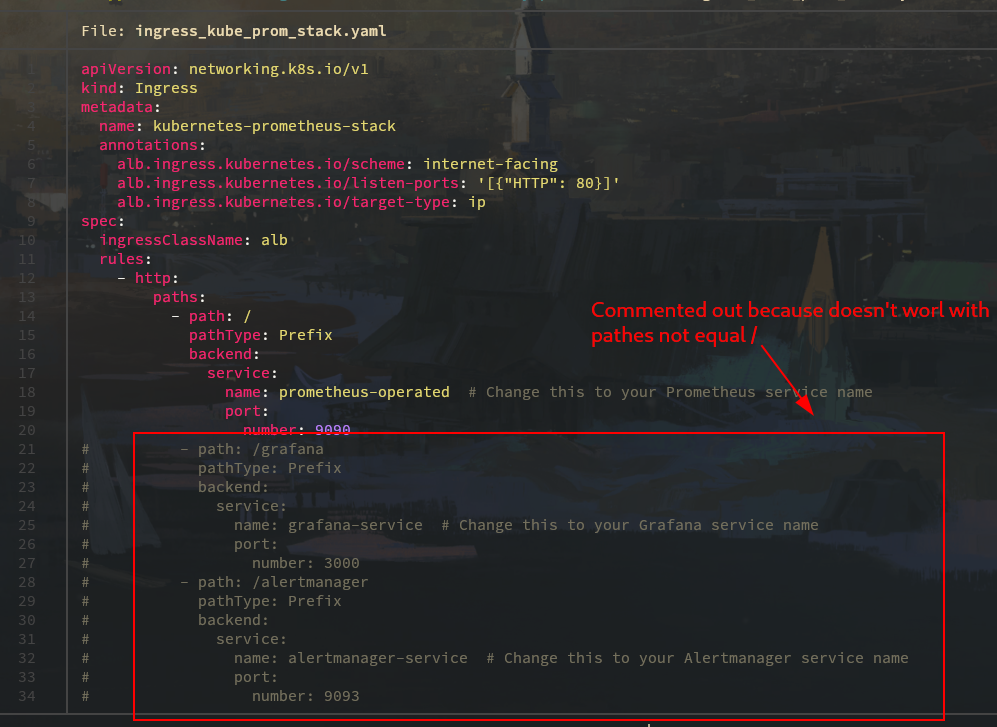 File: ingress_kube_prom_stack.yaml
apiVersion: networking.k8s.io/v1
kind: Ingress
3 metadata:
4   name: kubernetes-prometheus-stack
5   annotations:
6     alb.ingress.kubernetes.io/scheme: internet-facing
7     alb.ingress.kubernetes.io/listen-ports: '[{"HTTP": 80}]'
8     alb.ingress.kubernetes.io/target-type: ip
9 spec:
10   ingressClassName: alb
11   rules:
12     - http:
13         paths:
14           - path: /
Commented out because doesn't worl with
pathes not equal /
15             pathType: Prefix
16             backend:
17               service:
18                 name: prometheus-operated  # Change this to your Prometheus service name
19                 port:
20                   number: 9090
21 #          - path: /grafana
22 #            pathType: Prefix
23 #            backend:
24 #              service:
25 #                name: grafana-service  # Change this to your Grafana service name
26 #                port:
27 #                  number: 3000
28 #          - path: /alertmanager
29 #            pathType: Prefix
30 #            backend:
31 #              service:
32 #                name: alertmanager-service  # Change this to your Alertmanager service name
33 #                port:
34 #                  number: 9093